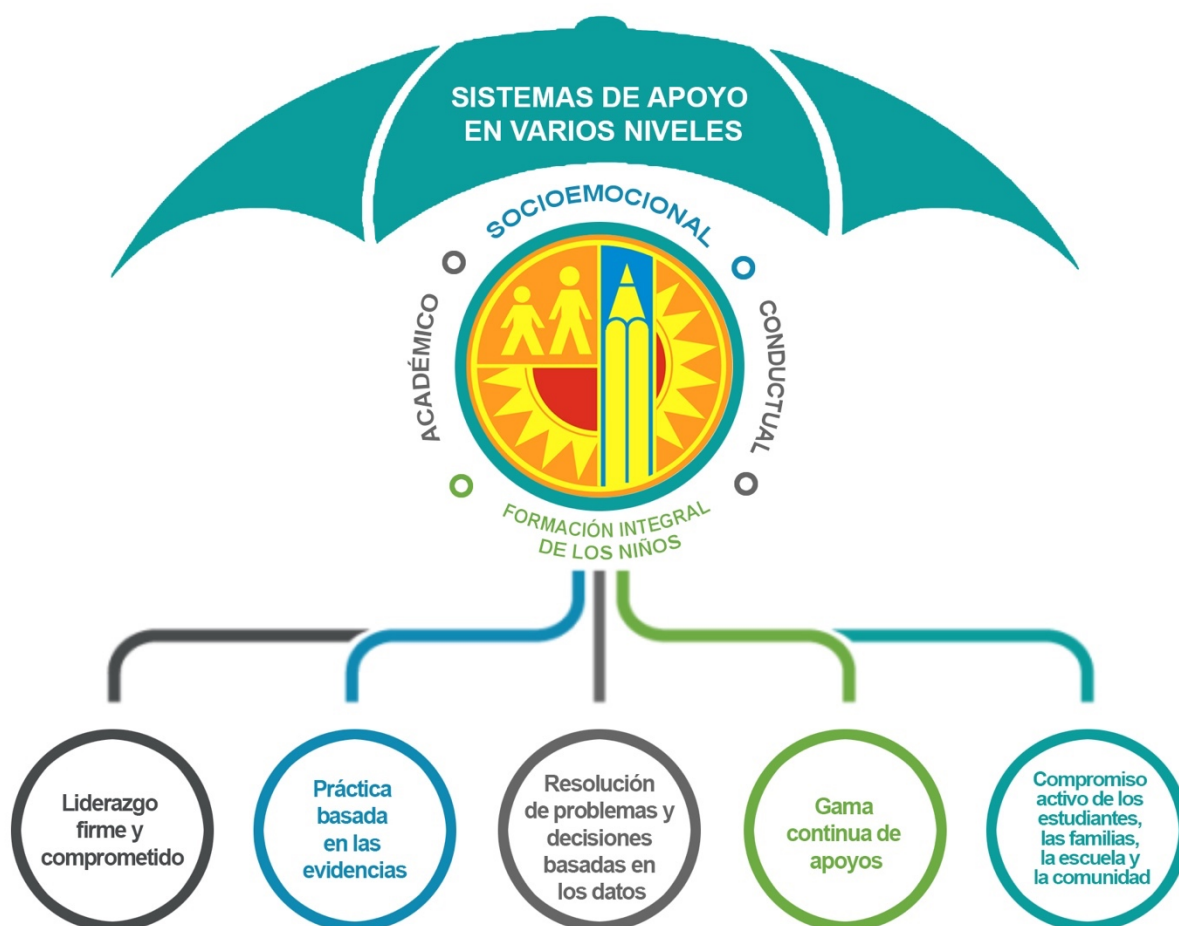 SISTEMAS DE APOYO
EN VARIOS NIVELES
SOCIOEMOCIONAL
ACADÉMICO
CONDUCTUAL
FORMACIÓN INTEGRAL
DE LOS NIÑOS
Liderazgo
firme y
comprometido
Práctica
basada
en las
evidencias
Resolución
de problemas y
decisiones
basadas en
los datos
Gama
continua de
apoyos
Compromiso
activo de los
estudiantes,
las familias,
la escuela y
la comunidad